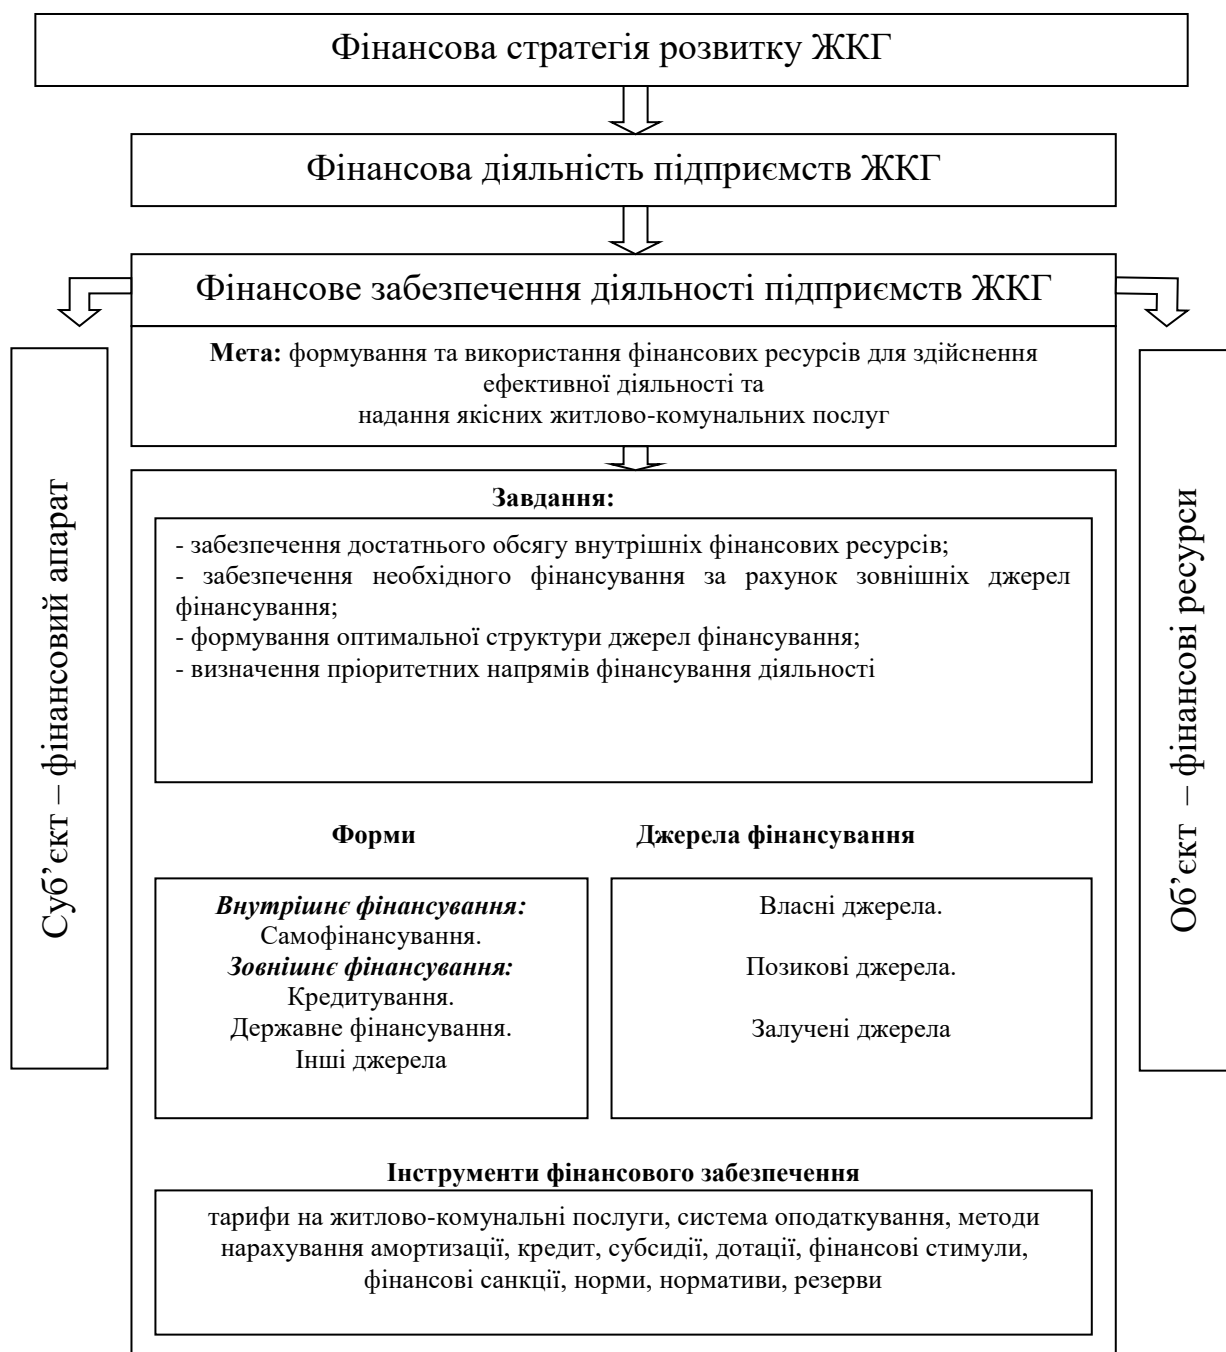 Фінансова стратегія розвитку ЖКГ
Фінансова діяльність підприємств ЖКГ
Фінансове забезпечення діяльності підприємств ЖКГ
Мета: формування та використання фінансових ресурсів для здійснення
ефективної діяльності та
надання якісних житлово-комунальних послуг
Суб’єкт – фінансовий апарат
Об’єкт – фінансові ресурси
Завдання:
- забезпечення достатнього обсягу внутрішніх фінансових ресурсів;
- забезпечення необхідного фінансування за рахунок зовнішніх джерел
фінансування;
- формування оптимальної структури джерел фінансування;
- визначення пріоритетних напрямів фінансування діяльності
Форми
Внутрішнє фінансування:
Самофінансування.
Зовнішнє фінансування:
Кредитування.
Державне фінансування.
Інші джерела
Джерела фінансування
Власні джерела.
Позикові джерела.
Залучені джерела
Інструменти фінансового забезпечення
тарифи на житлово-комунальні послуги, система оподаткування, методи
нарахування амортизації, кредит, субсидії, дотації, фінансові стимули,
фінансові санкції, норми, нормативи, резерви